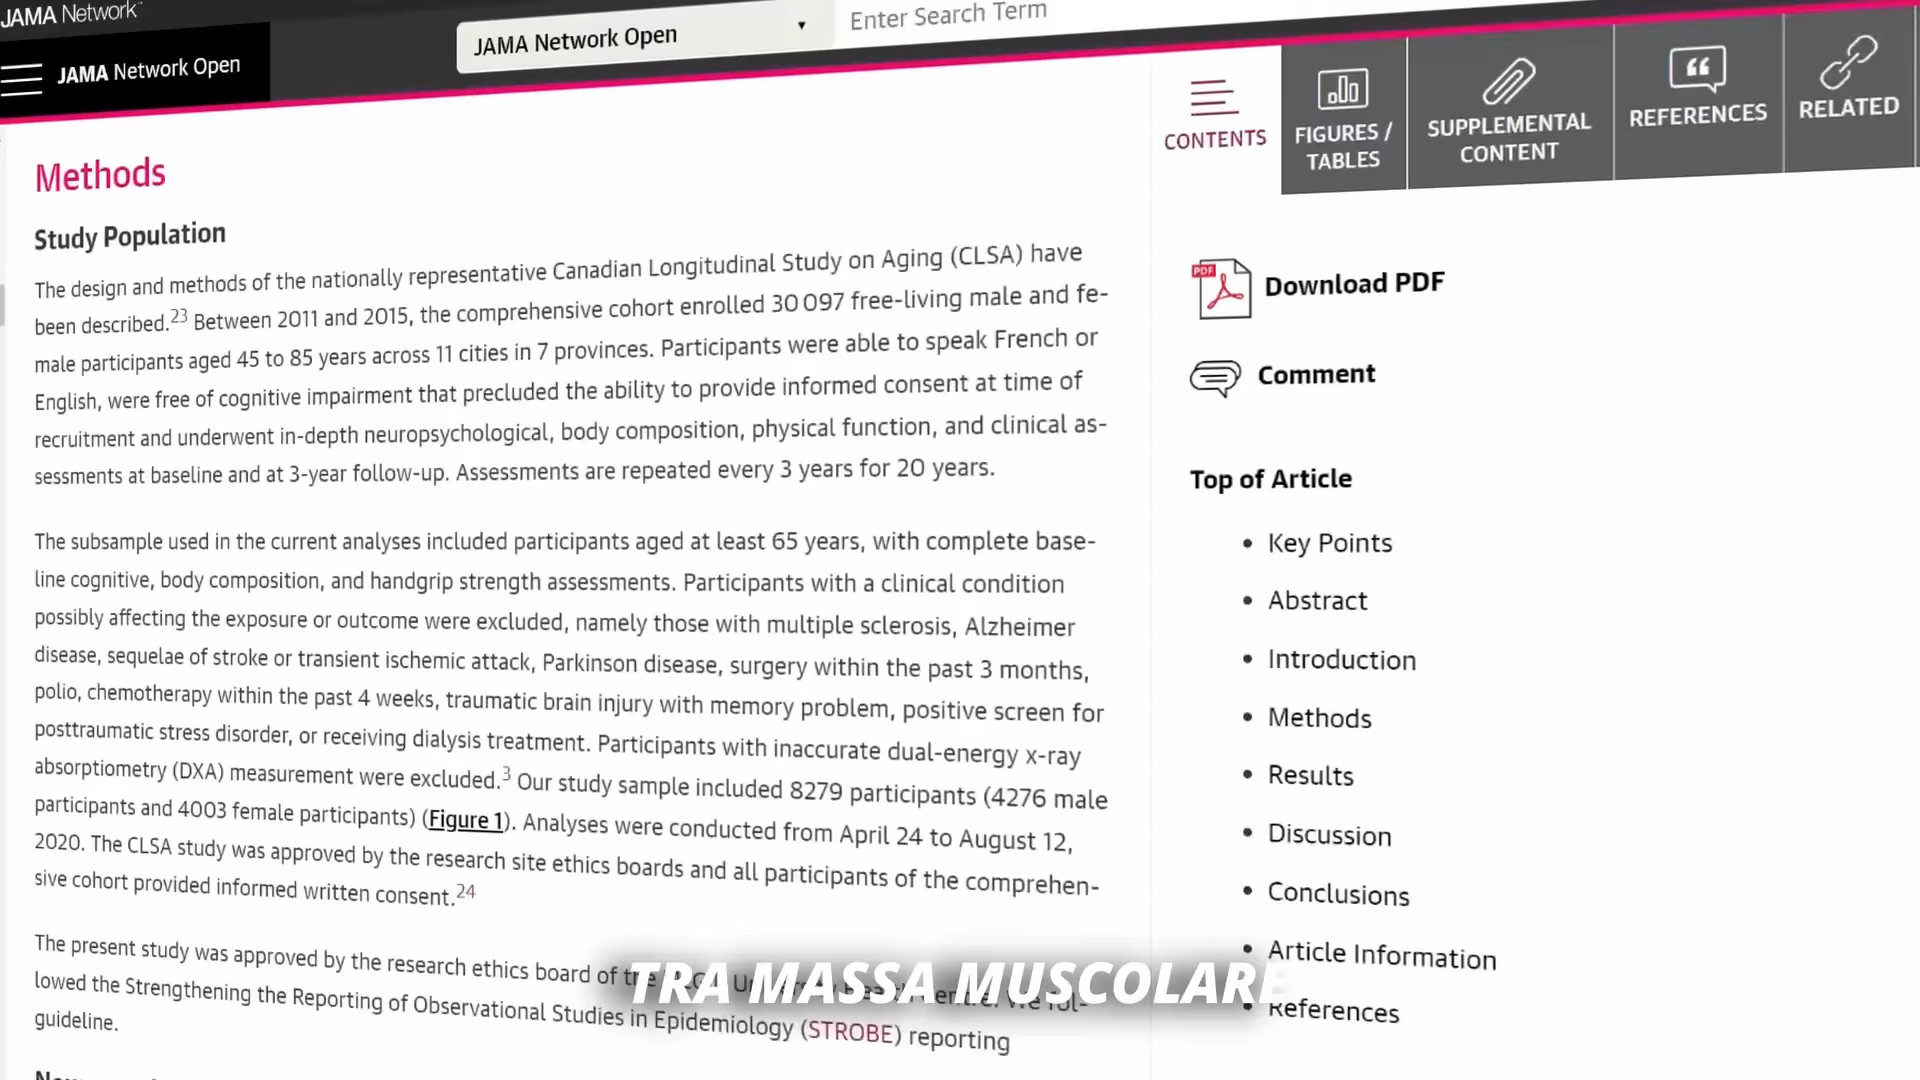 JAMA Network
JAMA Network Open
JAMA Network Open
Enter Search Term
CONTENTS
FIGURES /
TABLES
SUPPLEMENTAL
CONTENT
REFERENCES
RELATED
Methods
Study Population
The design and methods of the nationally representative Canadian Longitudinal Study on Aging (CLSA) have
been described.23 Between 2011 and 2015, the comprehensive cohort enrolled 30 097 free-living male and fe-
male participants aged 45 to 85 years across 11 cities in 7 provinces. Participants were able to speak French or
English, were free of cognitive impairment that precluded the ability to provide informed consent at time of
recruitment and underwent in-depth neuropsychological, body composition, physical function, and clinical as-
sessments at baseline and at 3-year follow-up. Assessments are repeated every 3 years for 20 years.
The subsample used in the current analyses included participants aged at least 65 years, with complete base-
line cognitive, body composition, and handgrip strength assessments. Participants with a clinical condition
possibly affecting the exposure or outcome were excluded, namely those with multiple sclerosis, Alzheimer
disease, sequelae of stroke or transient ischemic attack, Parkinson disease, surgery within the past 3 months,
polio, chemotherapy within the past 4 weeks, traumatic brain injury with memory problem, positive screen for
posttraumatic stress disorder, or receiving dialysis treatment. Participants with inaccurate dual-energy x-ray
absorptiometry (DXA) measurement were excluded.3 Our study sample included 8279 participants (4276 male
participants and 4003 female participants) (Figure 1). Analyses were conducted from April 24 to August 12,
2020. The CLSA study was approved by the research site ethics boards and all participants of the comprehen-
sive cohort provided informed written consent.24
The present study was approved by the research ethics board of the
lowed the Strengthening the Reporting of Observational Studies in Epidemiology (STROBE) reporting
guideline.
Download PDF
Comment
Top of Article
• Key Points
• Abstract
• Introduction
• Methods
• Results
• Discussion
• Conclusions
• Article Information
• References
TRA MASSA MUSCOLARE